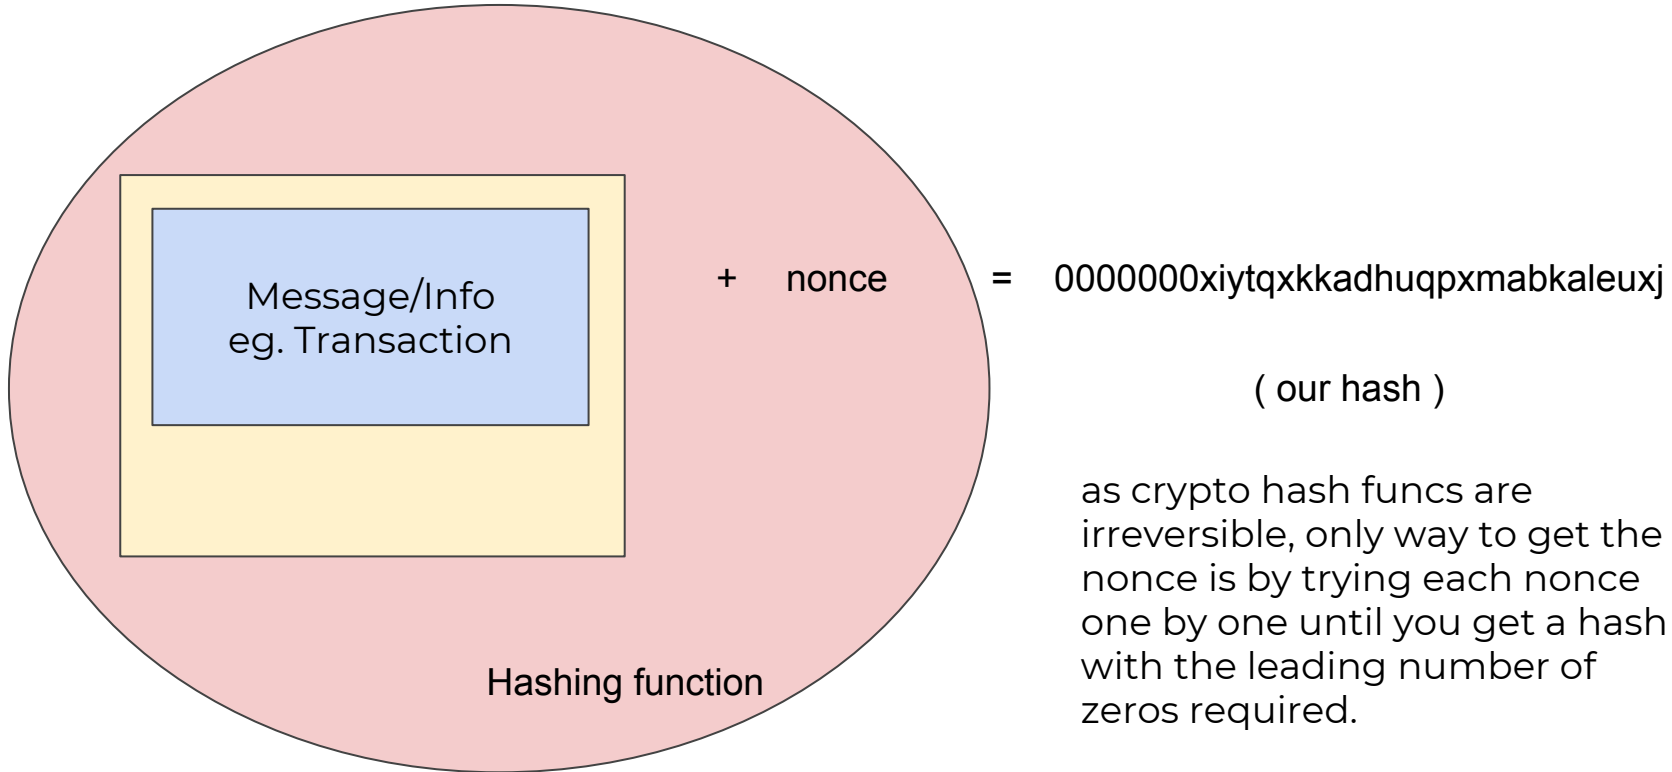 Message/Info
eg. Transaction
+ nonce = 0000000xiytqxkkadhuqpxmabkaleuxj
( our hash )
as crypto hash funcs are
irreversible, only way to get the
nonce is by trying each nonce
one by one until you get a hash
with the leading number of
zeros required.
Hashing function